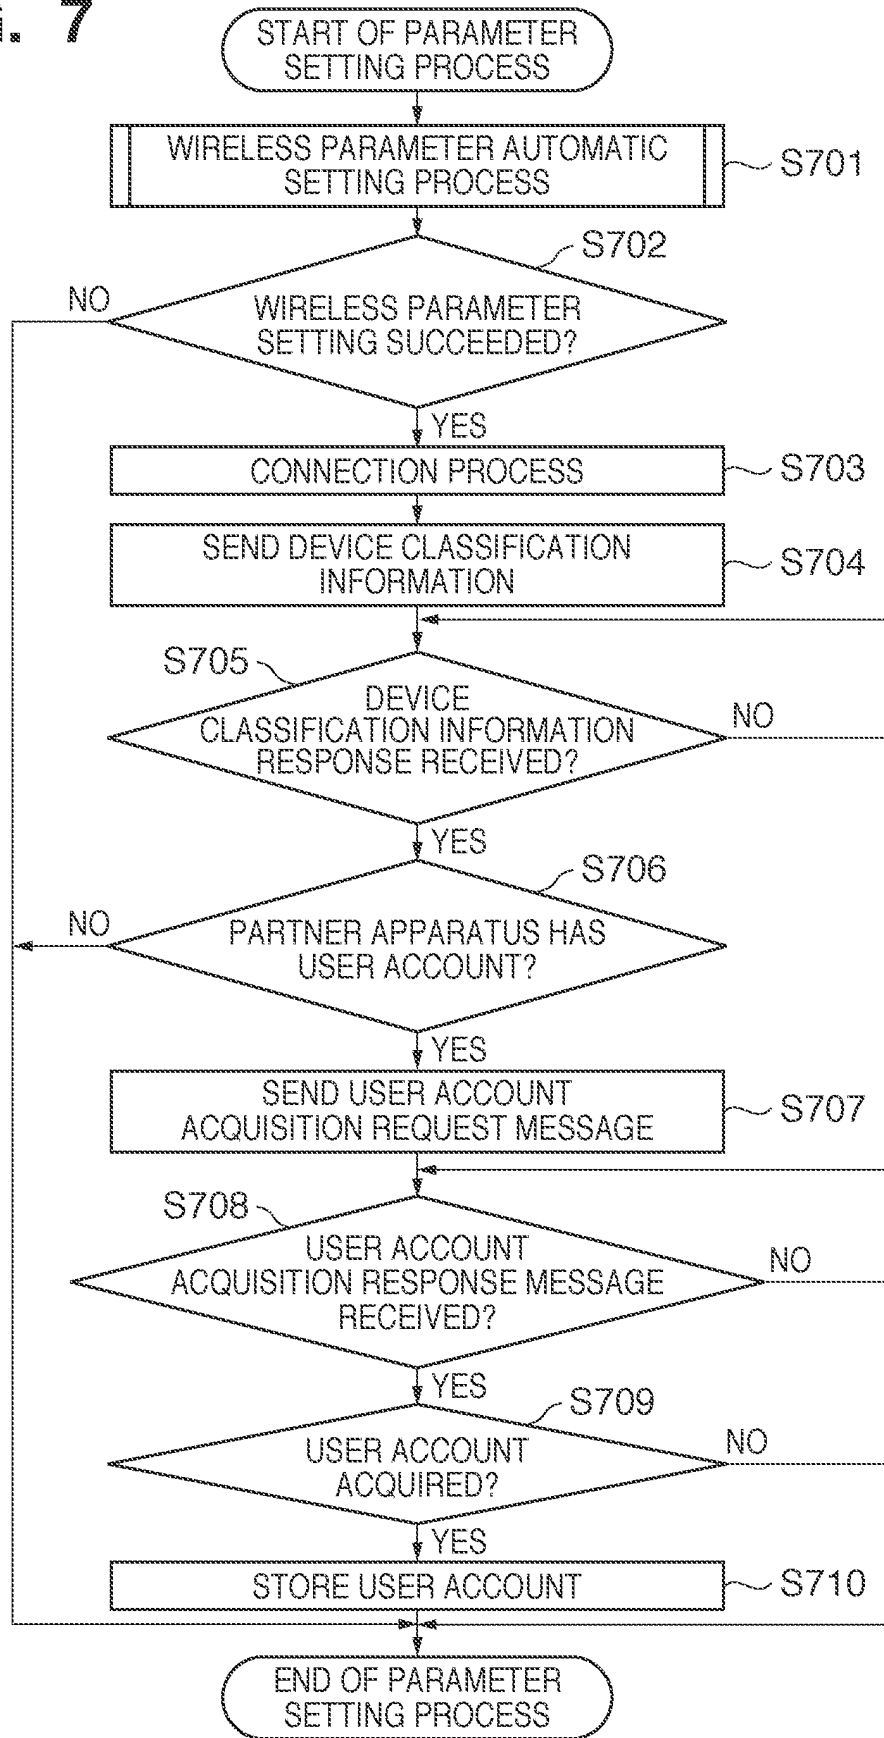 . 7
START OF PARAMETER
SETTING PROCESS
WIRELESS PARAMETER AUTOMATIC
SETTING PROCESS
S701
S702
NO
WIRELESS PARAMETER
SETTING SUCCEEDED?
YES
CONNECTION PROCESS
S703
SEND DEVICE CLASSIFICATION
INFORMATION
S704
S705
DEVICE
CLASSIFICATION INFORMATION
RESPONSE RECEIVED?
NO
YES
S706
NO
PARTNER APPARATUS HAS
USER ACCOUNT?
YES
SEND USER ACCOUNT
ACQUISITION REQUEST MESSAGE
S707
S708
USER ACCOUNT
ACQUISITION RESPONSE MESSAGE
RECEIVED?
NO
YES
S709
USER ACCOUNT
ACQUIRED?
NO
YES
STORE USER ACCOUNT
S710
END OF PARAMETER
SETTING PROCESS